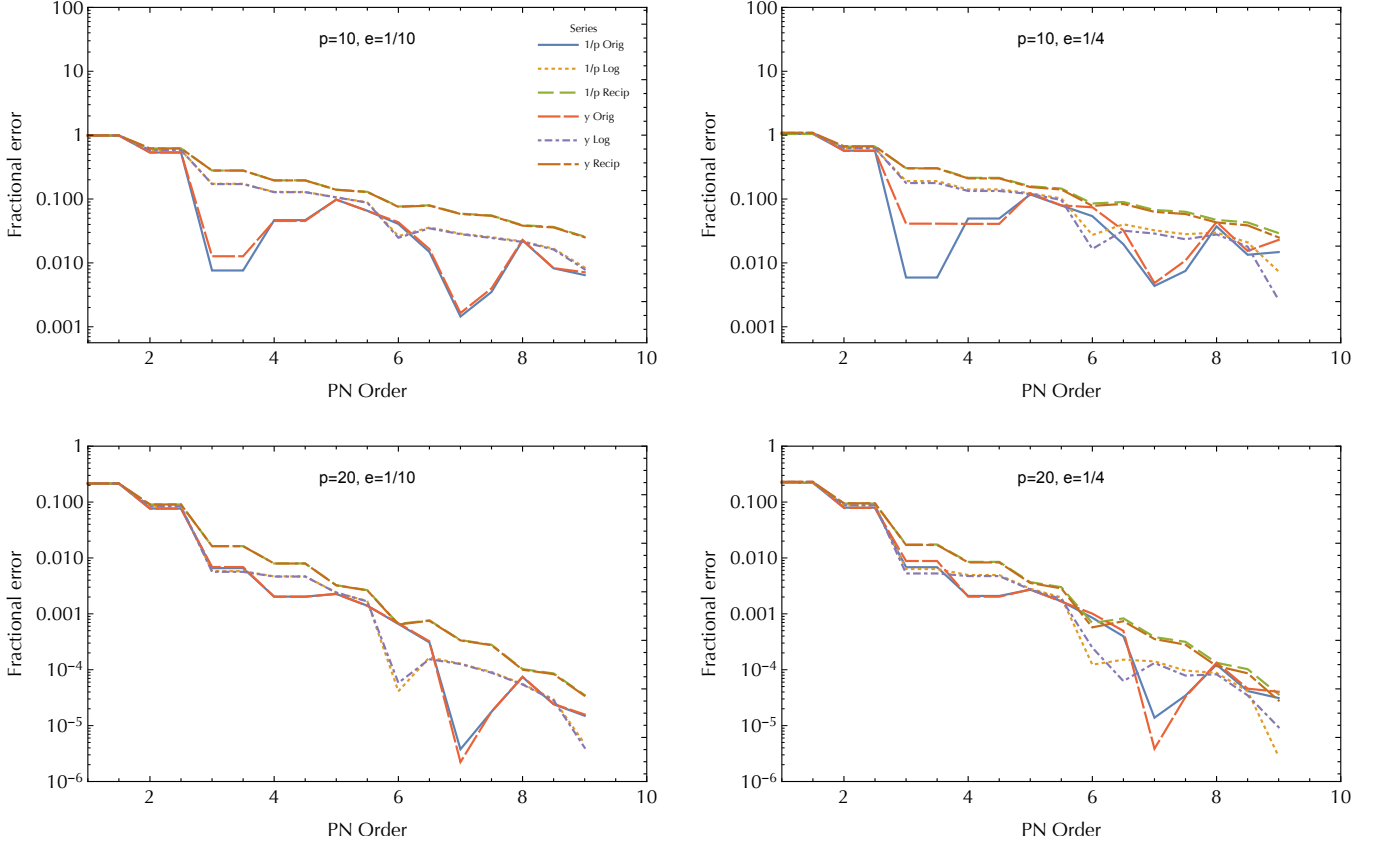 p=10, e=1/10
Series
1/p Orig
1/p Log
1/p Recip
y Orig
y Log
y Recip
100
10
1
0.100
0.010
0.001
Fractional error
2 4 6 8 10
PN Order
p=10, e=1/4
100
10
1
0.100
0.010
0.001
Fractional error
2 4 6 8 10
PN Order
p=20, e=1/10
1
0.100
0.010
0.001
10⁻⁴
10⁻⁵
10⁻⁶
Fractional error
2 4 6 8 10
PN Order
p=20, e=1/4
1
0.100
0.010
0.001
10⁻⁴
10⁻⁵
10⁻⁶
Fractional error
2 4 6 8 10
PN Order